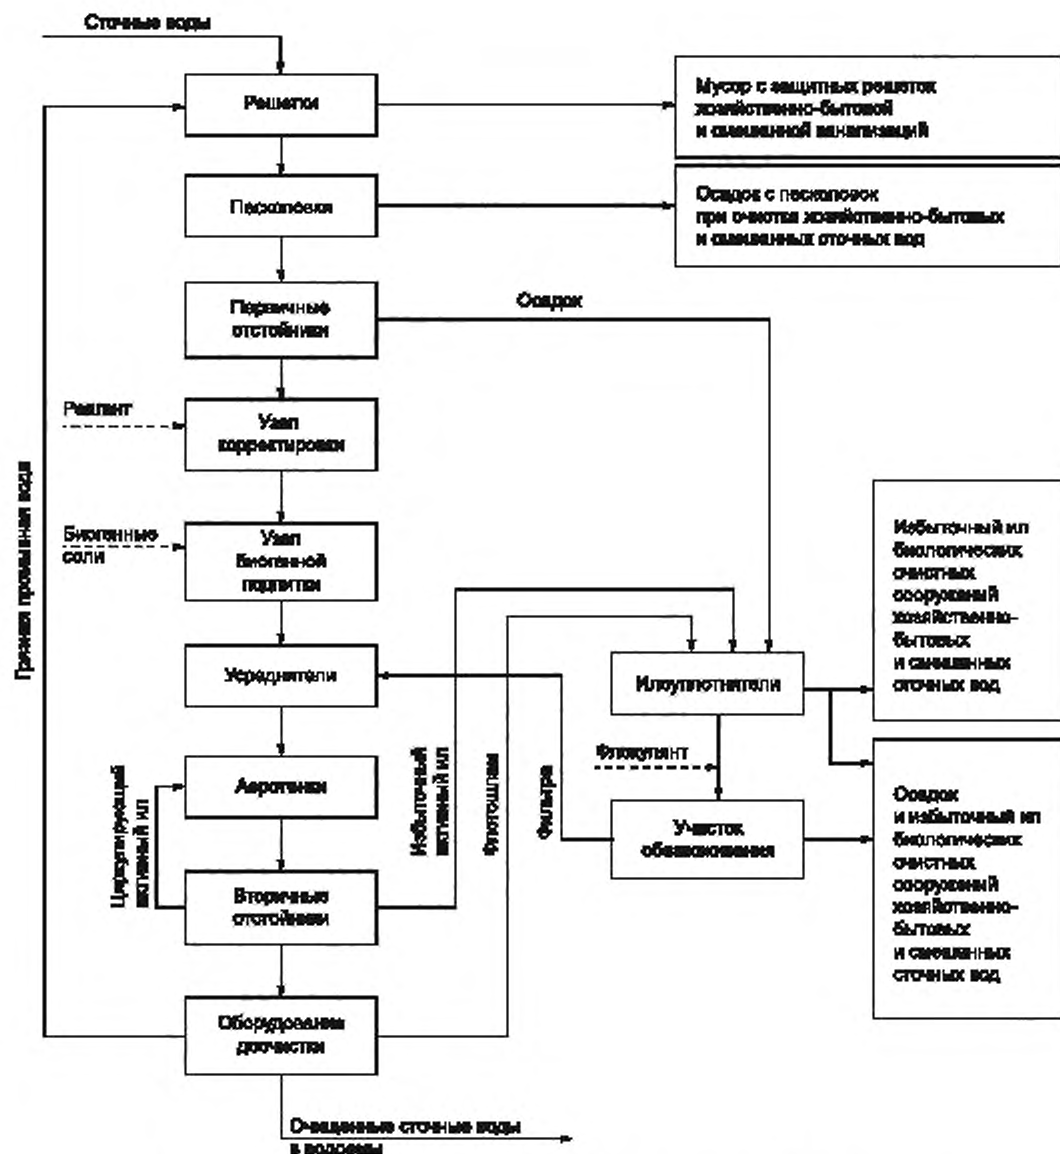 Сточные воды
Решетки
Мусор с защитных решеток
хозяйственно-бытовой
и смешанной канализаций
Песколовки
Осадок с песколовок
при очистке хозяйственно-бытовых
и смешанных сточных вод
Первичные
отстойники
Осадок
Реагент
Узел
корректировки
Биогенные
соли
Узел
биогенной
подпитки
Грязная промывная вода
Усреднители
Илоуплотнители
Избыточный ил
биологических
очистных
сооружений
хозяйственно-
бытовых
и смешанных
сточных вод
Флокулянт
Циркулирующий
активный ил
Аэротенки
Избыточный
активный ил
Флотошлам
Фильтрат
Участок
обезвоживания
Осадок
и избыточный ил
биологических
очистных
сооружений
хозяйственно-
бытовых
и смешанных
сточных вод
Вторичные
отстойники
Оборудование
доочистки
Очищенные сточные воды
в водоемы